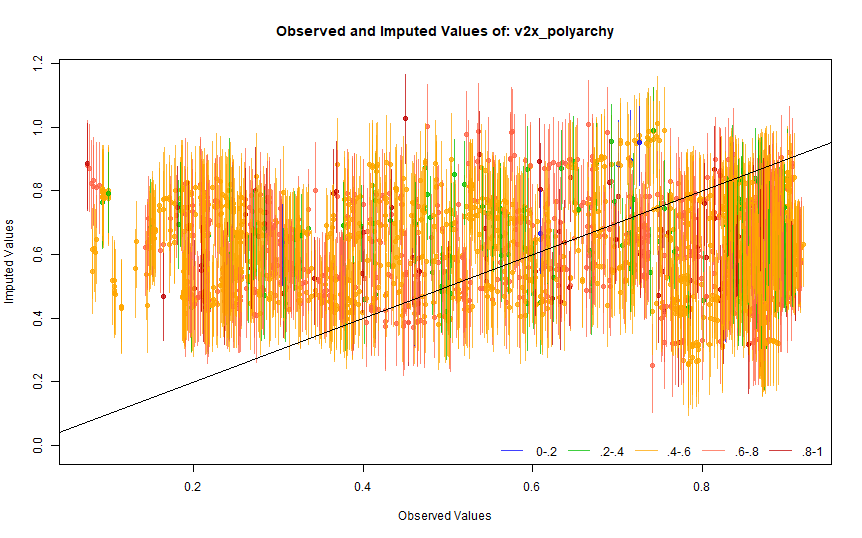 Observed and Imputed Values of: v2x_polyarchy
Imputed Values
1.2
1.0
0.8
0.6
0.4
0.2
0.0
0-.2 .2-.4 .4-.6 .6-.8 .8-1
0.2 0.4 0.6 0.8
Observed Values